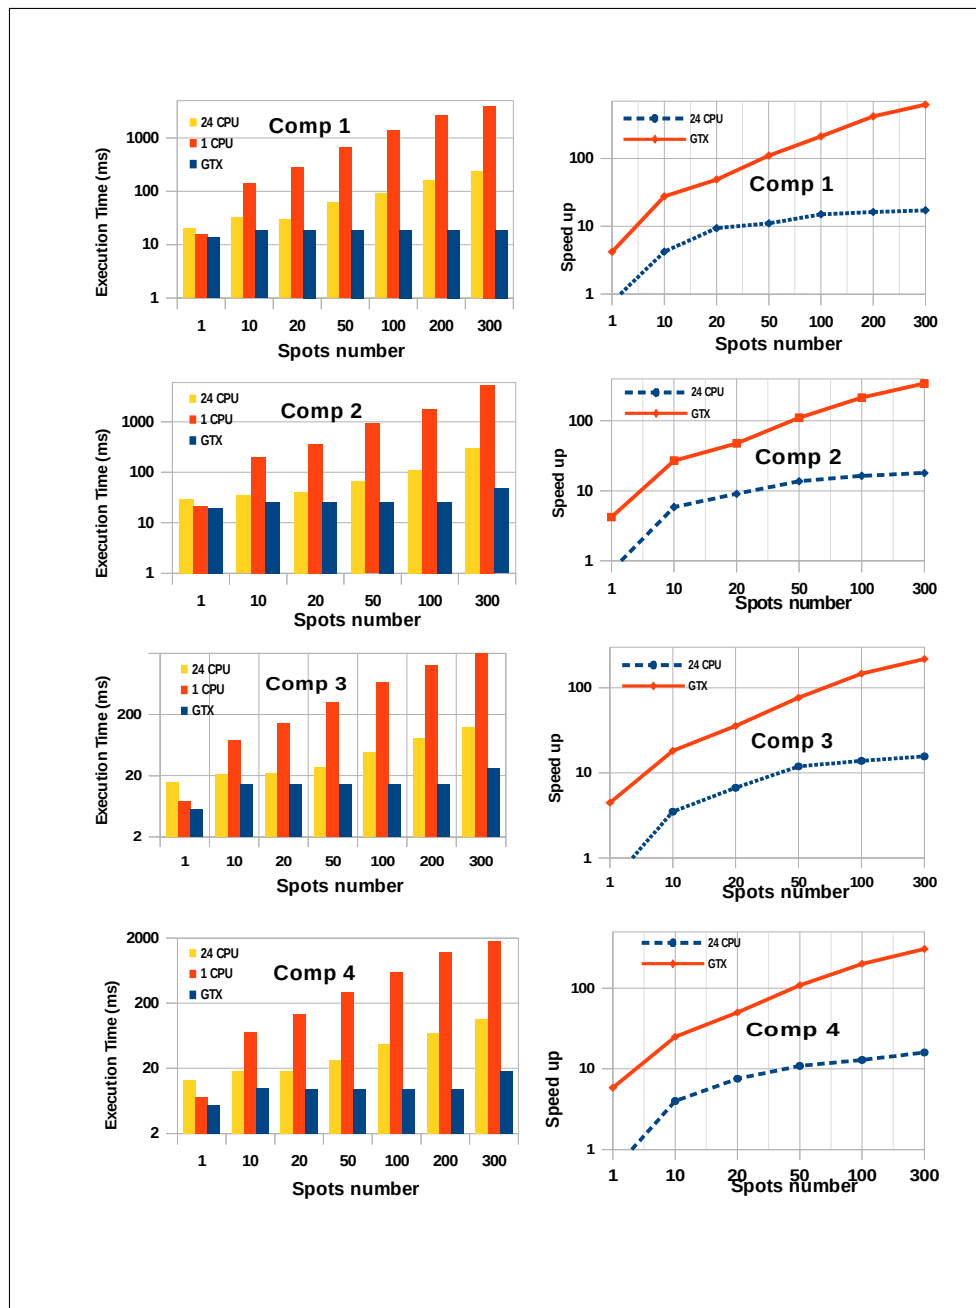 24 CPU
1 CPU
GTX
Comp 1
Execution Time (ms)
1000
100
10
1
1 10 20 50 100 200 300
Spots number
24 CPU
GTX
Comp 1
Speed up
100
10
1
1 10 20 50 100 200 300
Spots number
24 CPU
1 CPU
GTX
Comp 2
Execution Time (ms)
1000
100
10
1
1 10 20 50 100 300
Spots number
24 CPU
GTX
Comp 2
Speed up
100
10
1
1 10 20 50 100 300
Spots number
24 CPU
1 CPU
GTX
Comp 3
Execution Time (ms)
200
20
2
1 10 20 50 100 200 300
Spots number
24 CPU
GTX
Comp 3
Speed up
100
10
1
1 10 20 50 100 300
Spots number
24 CPU
1 CPU
GTX
Comp 4
Execution Time (ms)
2000
200
20
2
1 10 20 50 100 200 300
Spots number
24 CPU
GTX
Comp 4
Speed up
100
10
1
1 10 20 50 100 300
Spots number